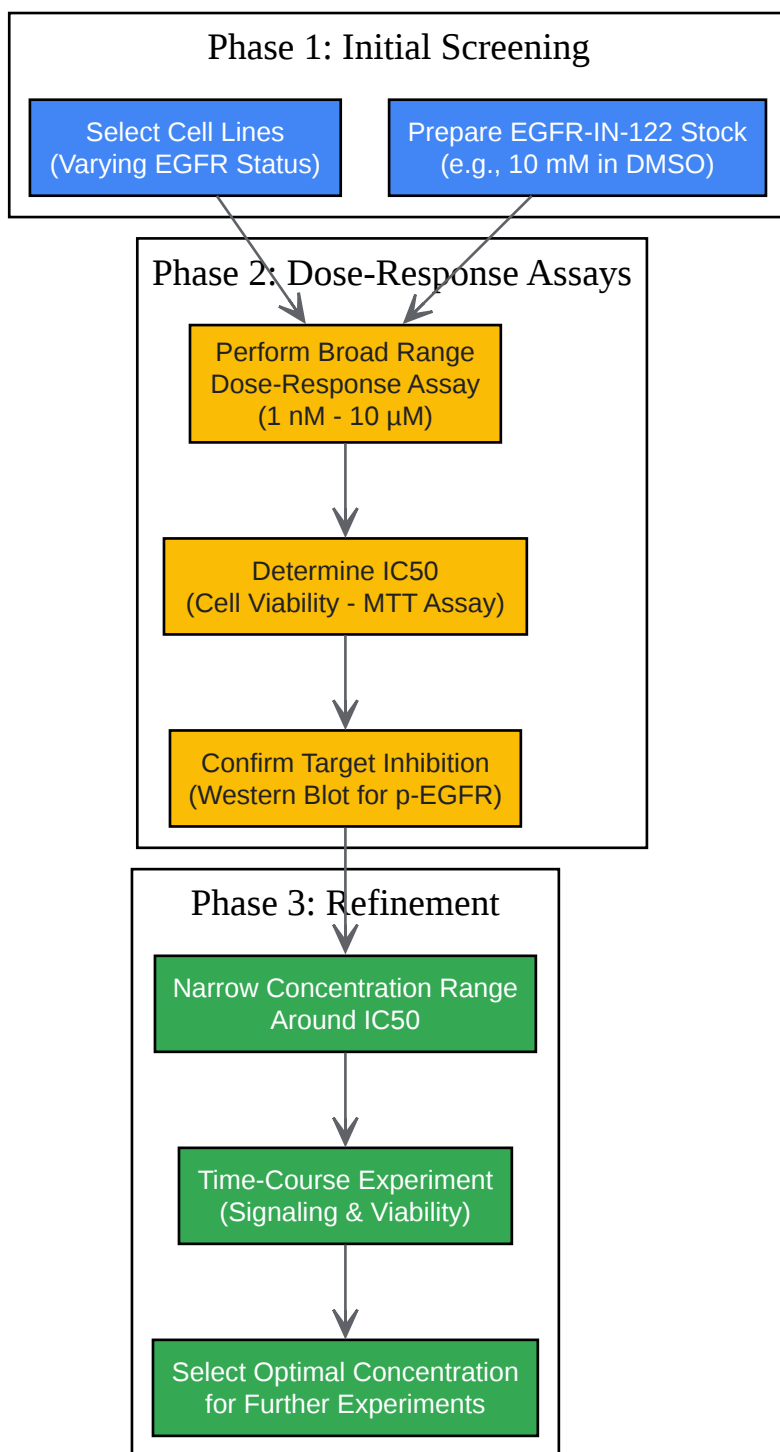 Phase 1: Initial Screening
Select Cell Lines
(Varying EGFR Status)
Prepare EGFR-IN-122 Stock
(e.g., 10 mM in DMSO)
Phase 2: Dose-Response Assays
Perform Broad Range
Dose-Response Assay
(1 nM - 10 µM)
Determine IC50
(Cell Viability - MTT Assay)
Confirm Target Inhibition
(Western Blot for p-EGFR)
Phase 3: Refinement
Narrow Concentration Range
Around IC50
Time-Course Experiment
(Signaling & Viability)
Select Optimal Concentration
for Further Experiments